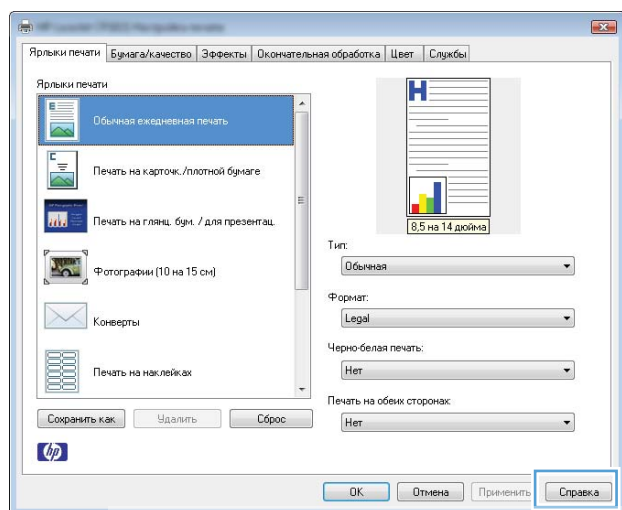 Ярлыки печати
Бумага/качество
Эффекты
Окончательная обработка
Цвет
Службы
Ярлыки печати
Обычная ежедневная печать
Печать на карточк./плотной бумаге
Печать на глянц. бум. / для презентац.
Фотографии (10 на 15 см)
Конверты
Печать на наклейках
Сохранить как
Удалить
Сброс
hp
8,5 на 14 дюйма
Тип:
Обычная
Формат:
Legal
Черно-белая печать:
Нет
Печать на обеих сторонах:
Нет
OK
Отмена
Применить
Справка